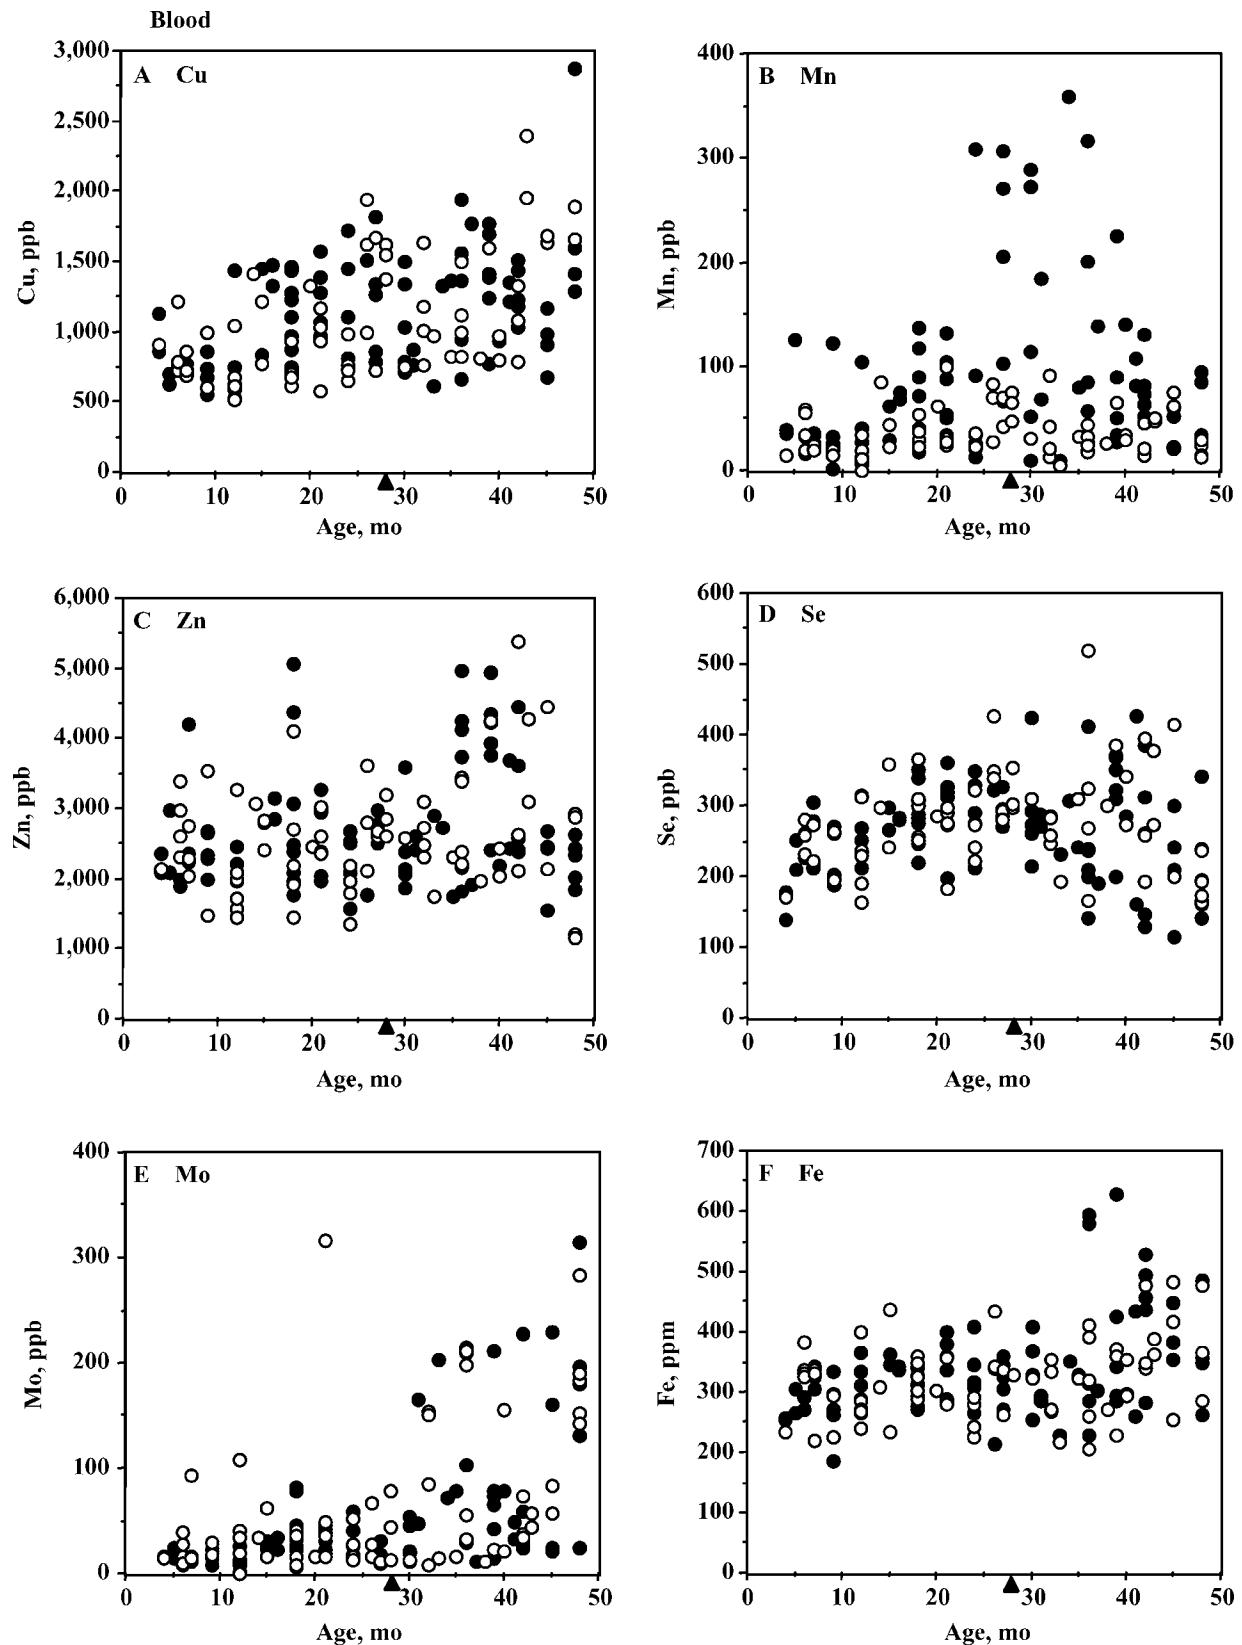 Blood
A Cu
3,000
2,500
2,000
1,500
1,000
500
0
Cu, ppb
0 10 20 30 40 50
Age, mo
B Mn
400
300
200
100
0
Mn, ppb
0 10 20 30 40 50
Age, mo
C Zn
6,000
5,000
4,000
3,000
2,000
1,000
0
Zn, ppb
0 10 20 30 40 50
Age, mo
D Se
600
500
400
300
200
100
0
Se, ppb
0 10 20 30 40 50
Age, mo
E Mo
400
300
200
100
0
Mo, ppb
0 10 20 30 40 50
Age, mo
F Fe
700
600
500
400
300
200
100
0
Fe, ppm
0 10 20 30 40 50
Age, mo